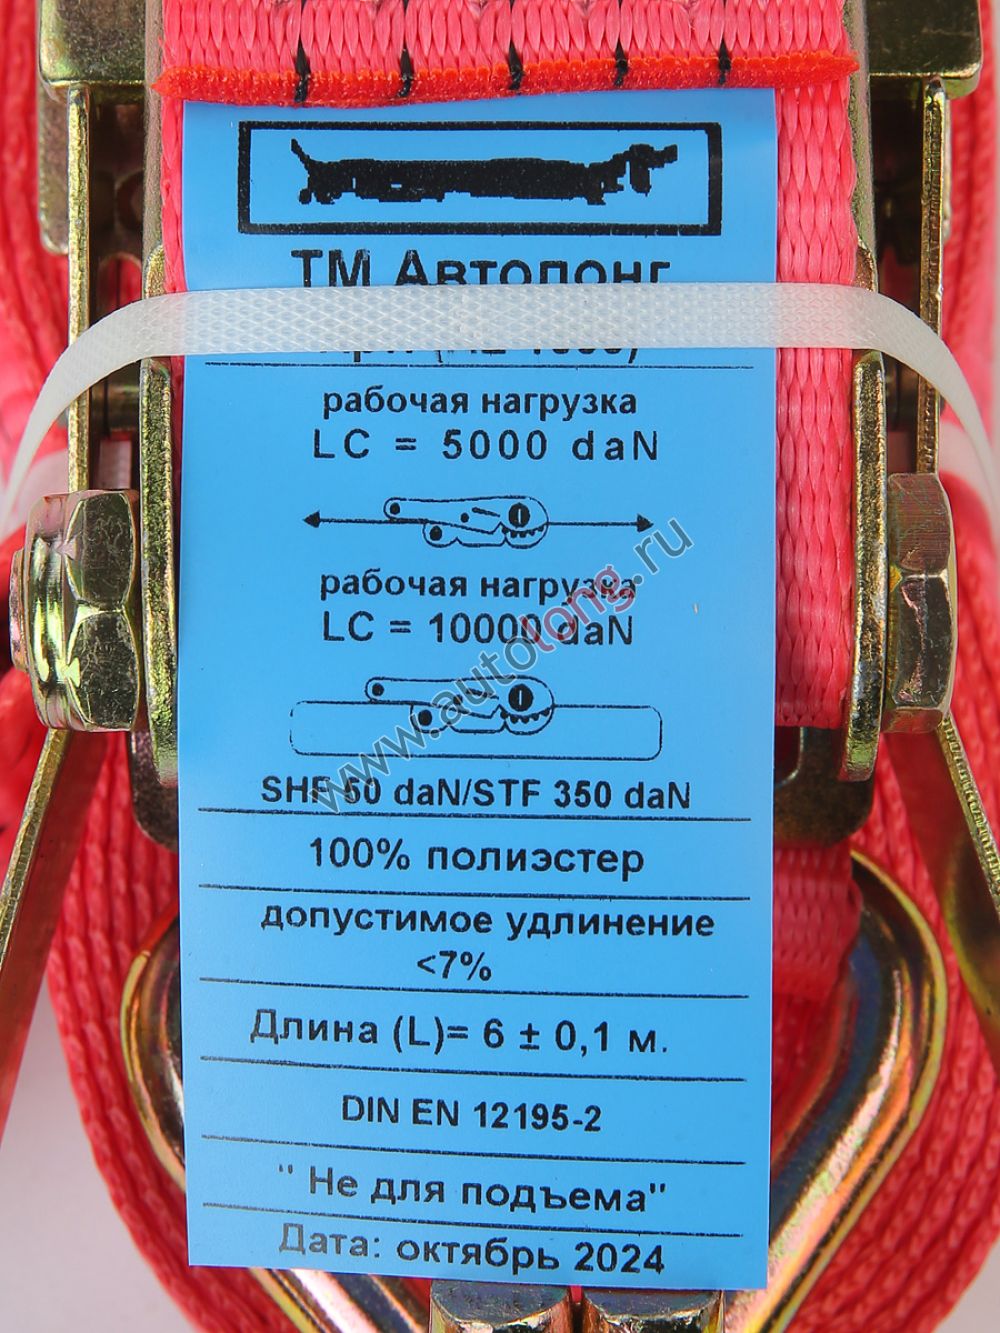 ТМ Автолонг
рабочая нагрузка
LC = 5000 daN
рабочая нагрузка
LC = 10000 daN
www.autolong.ру
SHF 50 daN/STF 350 daN
100% полиэстер
допустимое удлинение
<7%
Длина (L)= 6 ± 0,1 м.
DIN EN 12195-2
" Не для подъема"
Дата: октябрь 2024